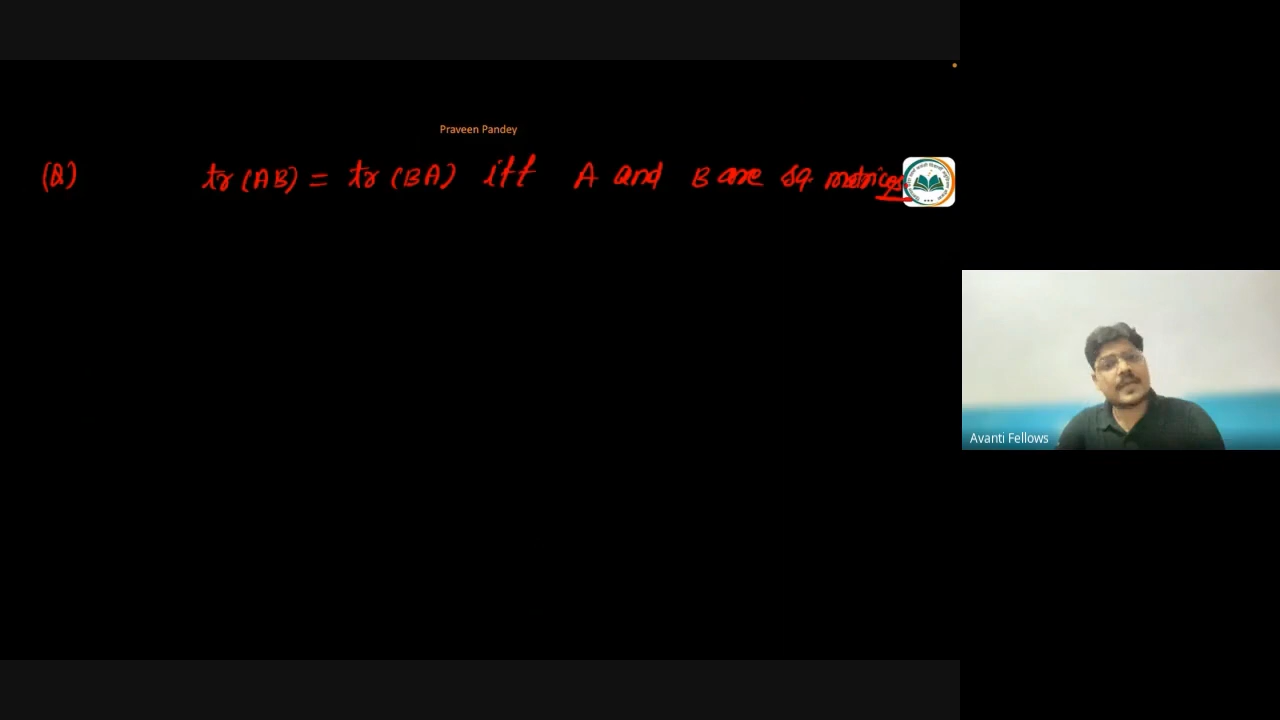 Praveen Pandey
(Q) tr (AB) = tr (BA) iff A and B are sq. matrices.
Avanti Fellows